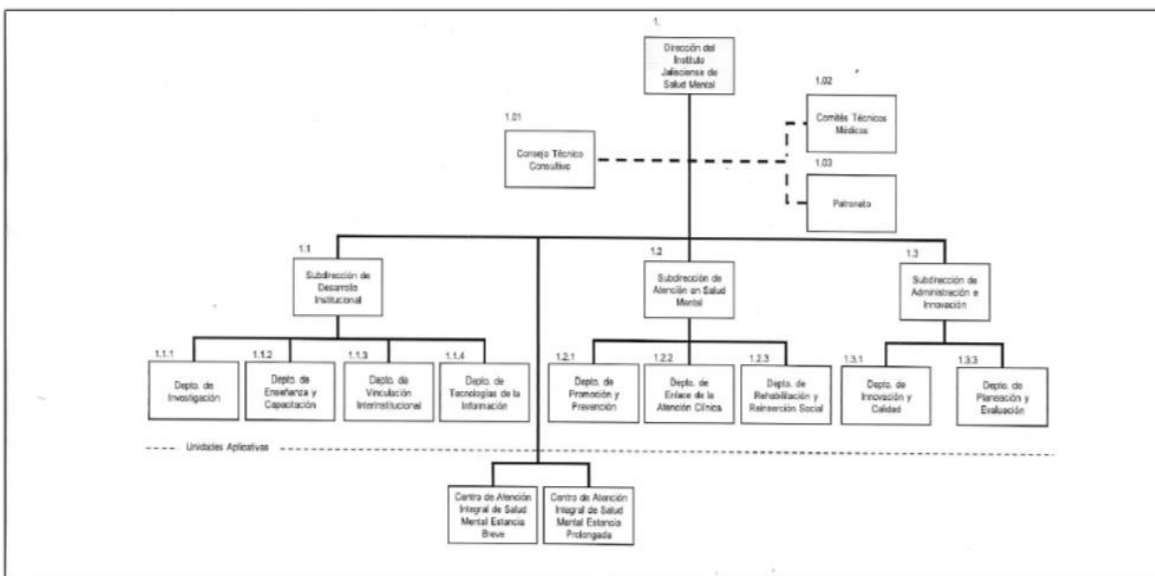 1.
Dirección del
Instituto
Jalisciense de
Salud Mental
1.02
Comités Técnicos
Médicos
1.01
Consejo Técnico
Consultivo
1.03
Patronato
1.1
Subdirección de
Desarrollo
Institucional
1.2
Subdirección de
Atención en Salud
Mental
1.3
Subdirección de
Administración e
Innovación
1.1.1
Depto. de
Investigación
1.1.2
Depto. de
Enseñanza y
Capacitación
1.1.3
Depto. de
Vinculación
Interinstitucional
1.1.4
Depto. de
Tecnologías de la
Información
1.2.1
Depto. de
Promoción y
Prevención
1.2.2
Depto. de
Enlace de la
Atención Clínica
1.2.3
Depto. de
Rehabilitación y
Reinserción Social
1.3.1
Depto. de
Innovación y
Calidad
1.3.3
Depto. de
Planeación y
Evaluación
Unidades Aplicativas
Centro de Atención
Integral de Salud
Mental Estancia
Breve
Centro de Atención
Integral de Salud
Mental Estancia
Prolongada